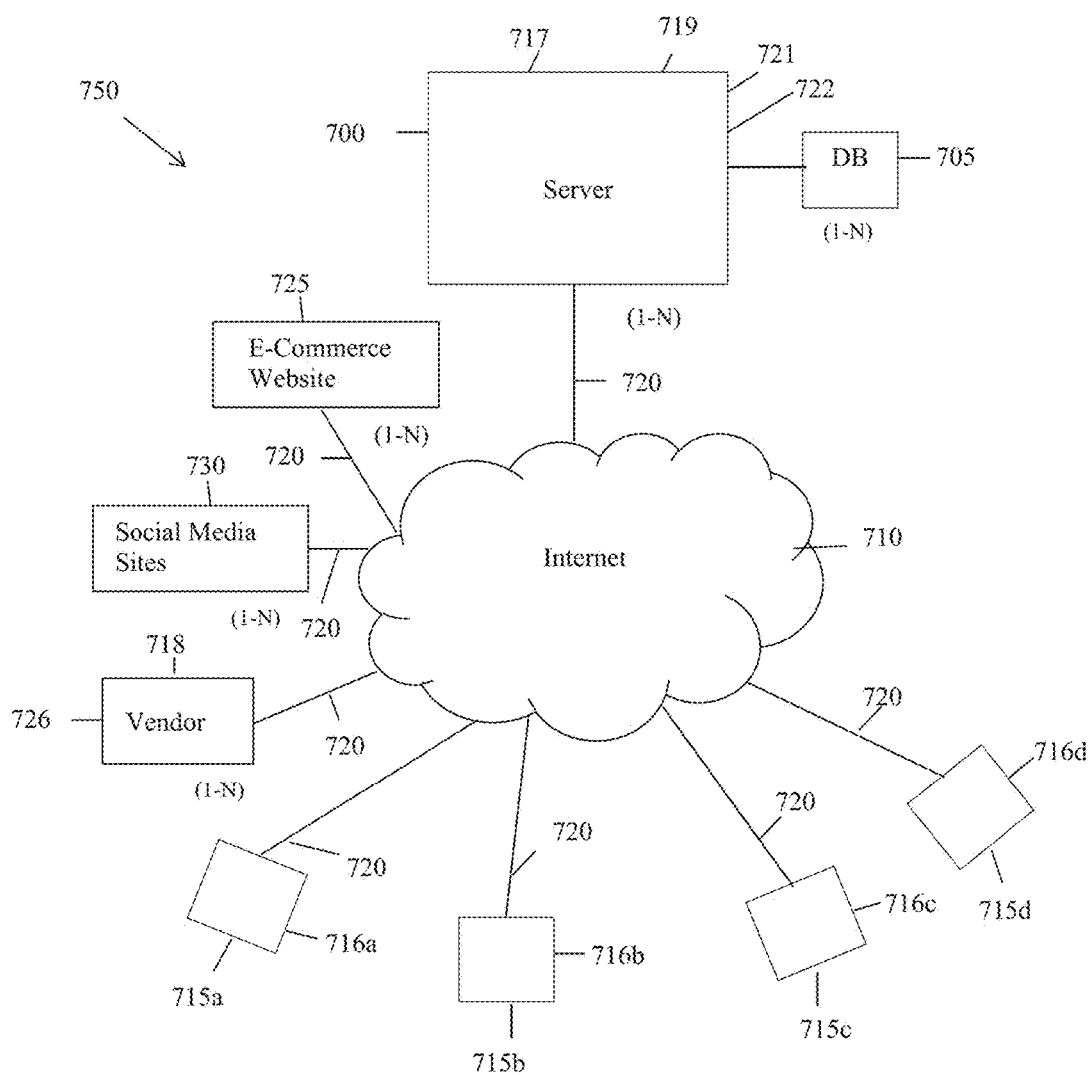 717
719
721
722
750
700
DB
705
Server
(1-N)
725
(1-N)
E-Commerce
Website
720
(1-N)
720
730
Social Media
Sites
Internet
710
(1-N)
720
718
726
Vendor
720
720
716d
(1-N)
720
720
720
716a
716b
716c
715d
715a
715b
715c